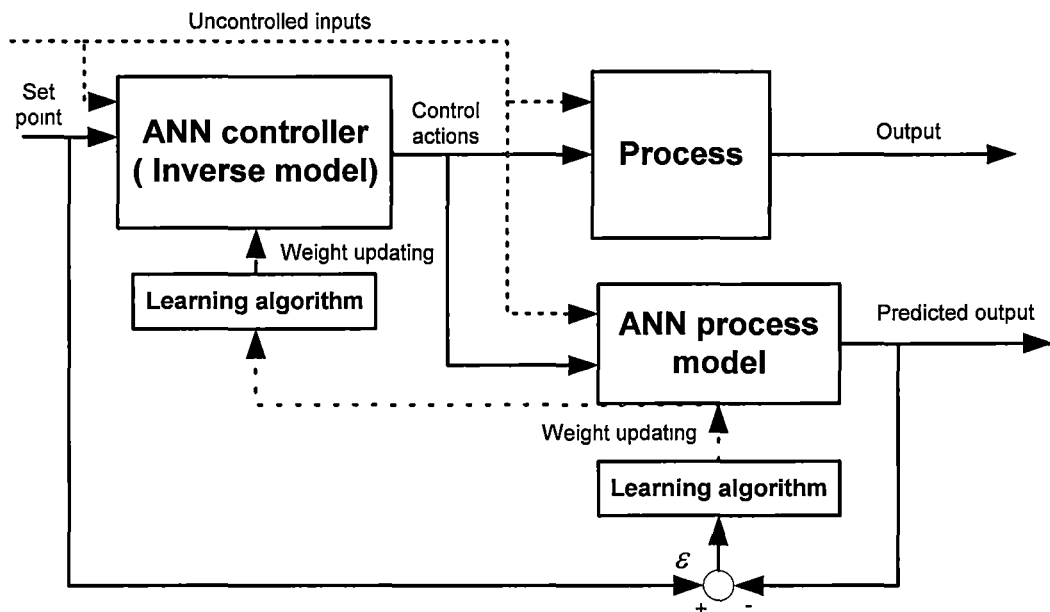 Uncontrolled inputs
Set
point
ANN controller
( Inverse model)
Control
actions
Process
Output
Weight updating
Learning algorithm
ANN process
model
Predicted output
Weight updating
Learning algorithm
ε
+ -